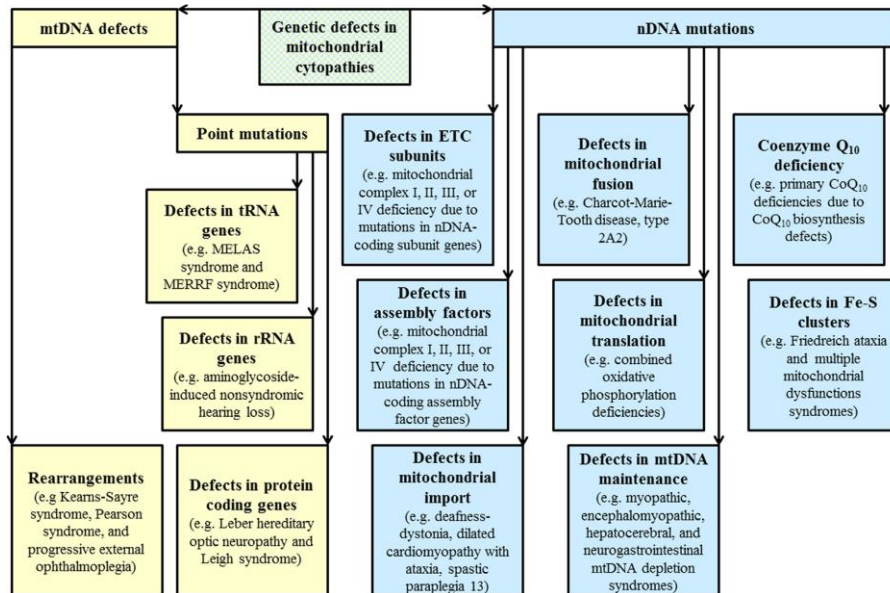 mtDNA defects
Genetic defects in
mitochondrial
cytopathies
nDNA mutations
Point mutations
Defects in tRNA
genes
(e.g. MELAS
syndrome and
MERRF syndrome)
Defects in rRNA
genes
(e.g. aminoglycoside-
induced nonsyndromic
hearing loss)
Rearrangements
(e.g Kearns-Sayre
syndrome, Pearson
syndrome, and
progressive external
ophthalmoplegia)
Defects in protein
coding genes
(e.g. Leber hereditary
optic neuropathy and
Leigh syndrome)
Defects in ETC
subunits
(e.g. mitochondrial
complex I, II, III, or
IV deficiency due to
mutations in nDNA-
coding subunit genes)
Defects in
assembly factors
(e.g. mitochondrial
complex I, II, III, or
IV deficiency due to
mutations in nDNA-
coding assembly
factor genes)
Defects in
mitochondrial
import
(e.g. deafness-
dystonia, dilated
cardiomyopathy with
ataxia, spastic
paraplegia 13)
Defects in
mitochondrial
fusion
(e.g. Charcot-Marie-
Tooth disease, type
2A2)
Defects in
mitochondrial
translation
(e.g. combined
oxidative
phosphorylation
deficiencies)
Defects in mtDNA
maintenance
(e.g. myopathic,
encephalomyopathic,
hepatocerebral, and
neurogastrointestinal
mtDNA depletion
syndromes)
Coenzyme Q10
deficiency
(e.g. primary CoQ10
deficiencies due to
CoQ10 biosynthesis
defects)
Defects in Fe-S
clusters
(e.g. Friedreich ataxia
and multiple
mitochondrial
dysfunctions
syndromes)